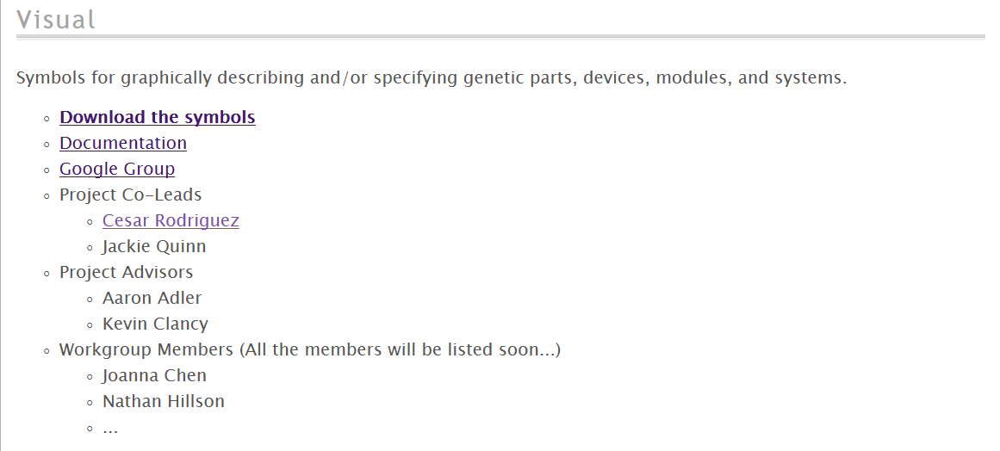 Visual
Symbols for graphically describing and/or specifying genetic parts, devices, modules, and systems.
Download the symbols
Documentation
Google Group
Project Co-Leads
Cesar Rodriguez
Jackie Quinn
Project Advisors
Aaron Adler
Kevin Clancy
Workgroup Members (All the members will be listed soon...)
Joanna Chen
Nathan Hillson
...